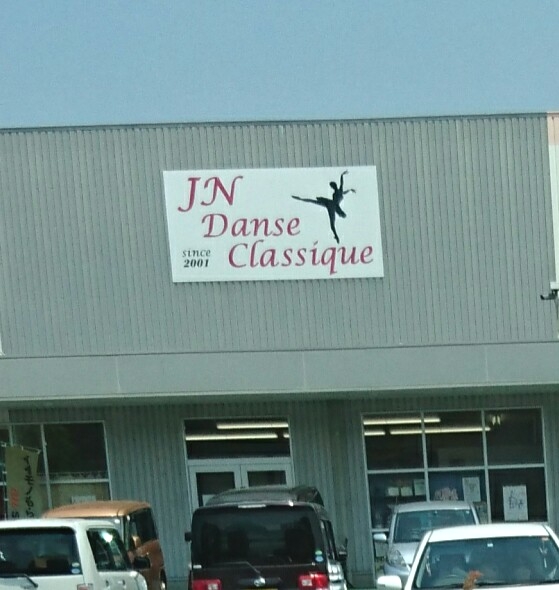 JN
Danse
since
2001
Classique